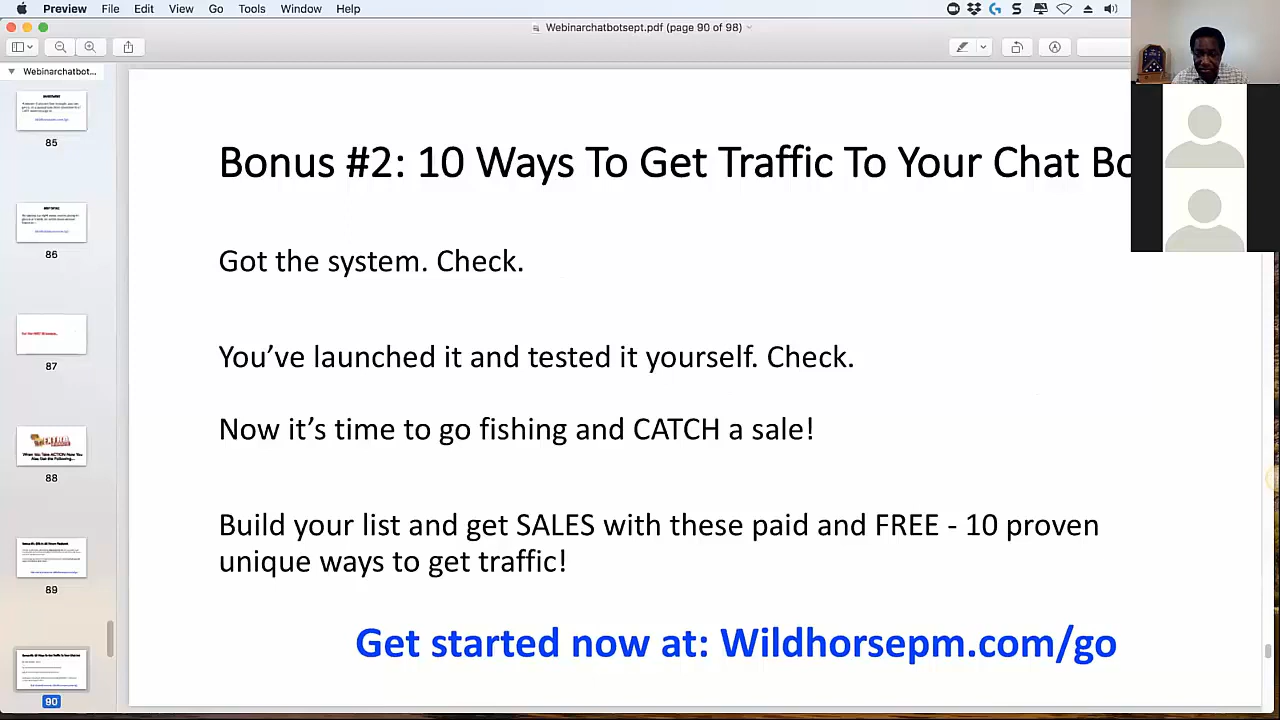 Preview File Edit View Go Tools Window Help
Webinarchatbotsept.pdf (page 90 of 98)
Webinarchatbot...
85
86
87
88
89
90
Bonus #2: 10 Ways To Get Traffic To Your Chat Bo
Got the system. Check.
You’ve launched it and tested it yourself. Check.
Now it’s time to go fishing and CATCH a sale!
Build your list and get SALES with these paid and FREE - 10 proven
unique ways to get traffic!
Get started now at: Wildhorsepm.com/go